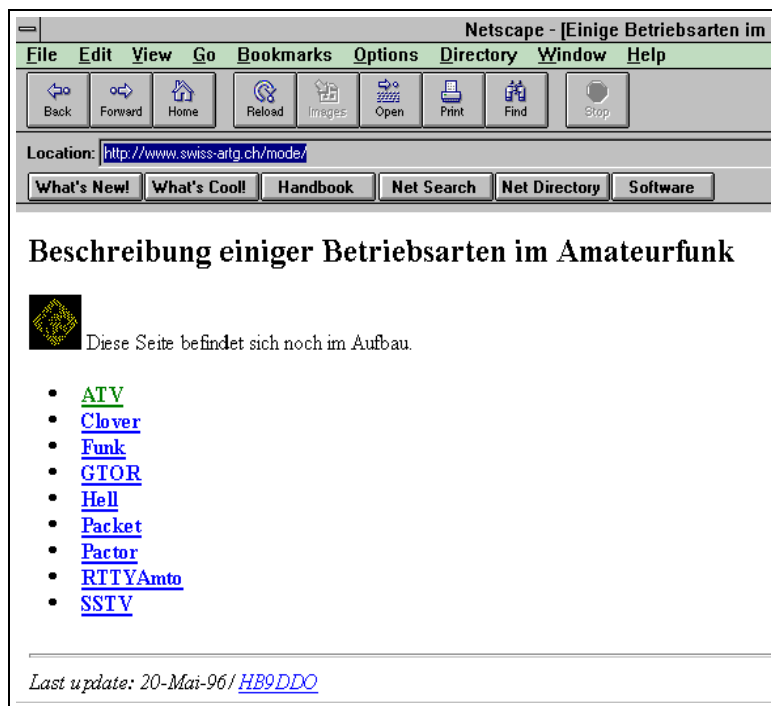 Netscape - [Einige Betriebsarten im
File Edit View Go Bookmarks Options Directory Window Help
Back Forward Home Reload Images Open Print Find Stop
Location: http://www.swiss-artg.ch/mode/
What's New! What's Cool! Handbook Net Search Net Directory Software
Beschreibung einiger Betriebsarten im Amateurfunk
Diese Seite befindet sich noch im Aufbau.
ATV
Clover
Funk
GTOR
Hell
Packet
Pactor
RTTYAmto
SSTV
Last update: 20-Mai-96/ HB9DDO